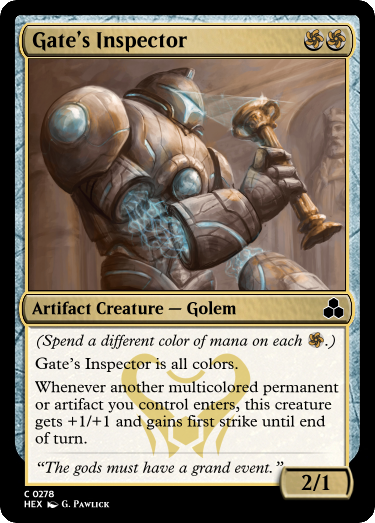 Gate's Inspector
Artifact Creature — Golem
(Spend a different color of mana on each .)
Gate's Inspector is all colors.
Whenever another multicolored permanent
or artifact you control enters, this creature
gets +1/+1 and gains first strike until end
of turn.
“The gods must have a grand event.”
2/1
C 0278
HEX G. Pawlick